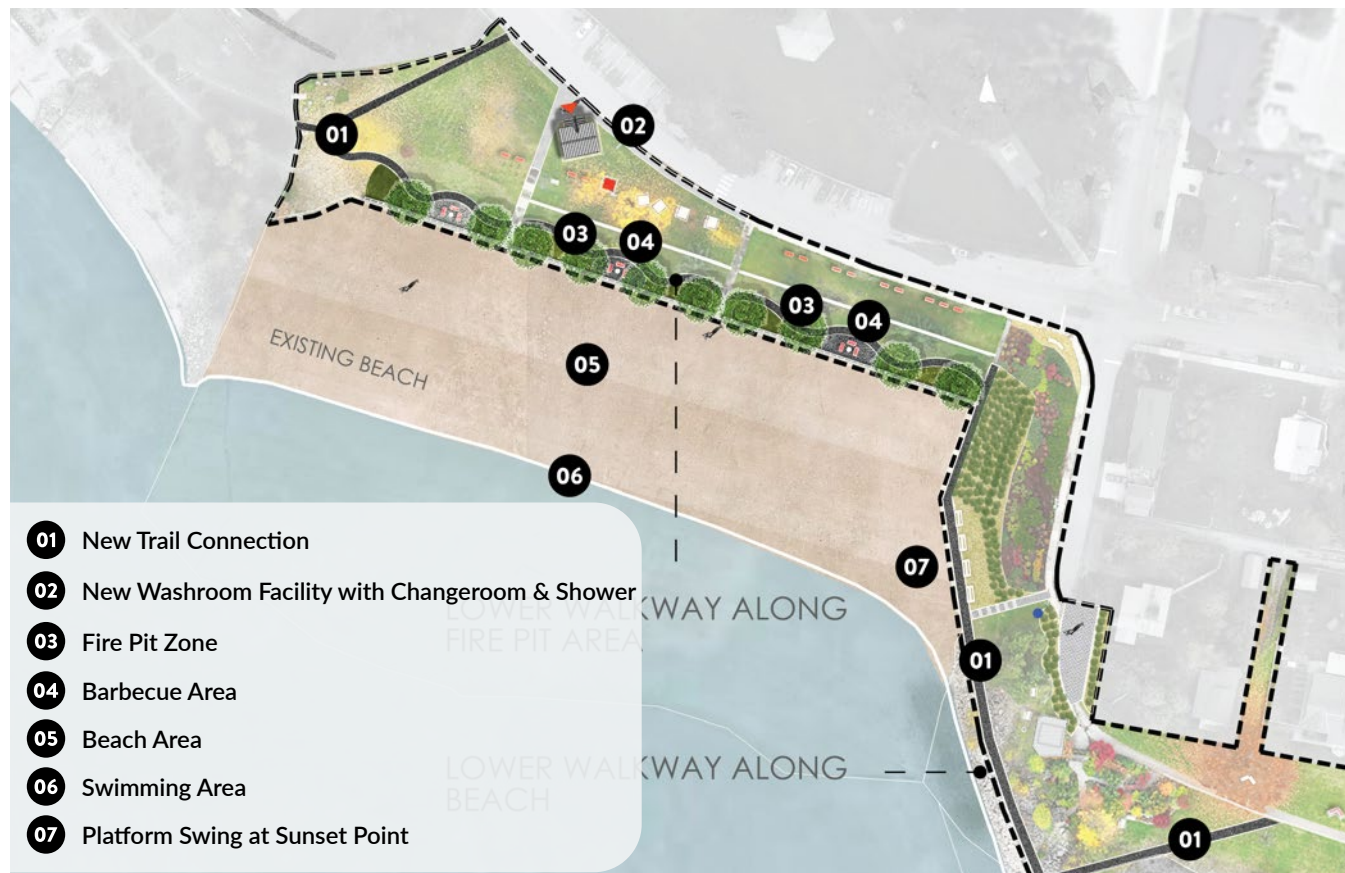 01
02
03
04
03
04
EXISTING BEACH
05
06
07
01
01
LOWER WALKWAY ALONG
FIRE PIT AREA
LOWER WALKWAY ALONG
BEACH
01 New Trail Connection
02 New Washroom Facility with Changeroom & Shower
03 Fire Pit Zone
04 Barbecue Area
05 Beach Area
06 Swimming Area
07 Platform Swing at Sunset Point